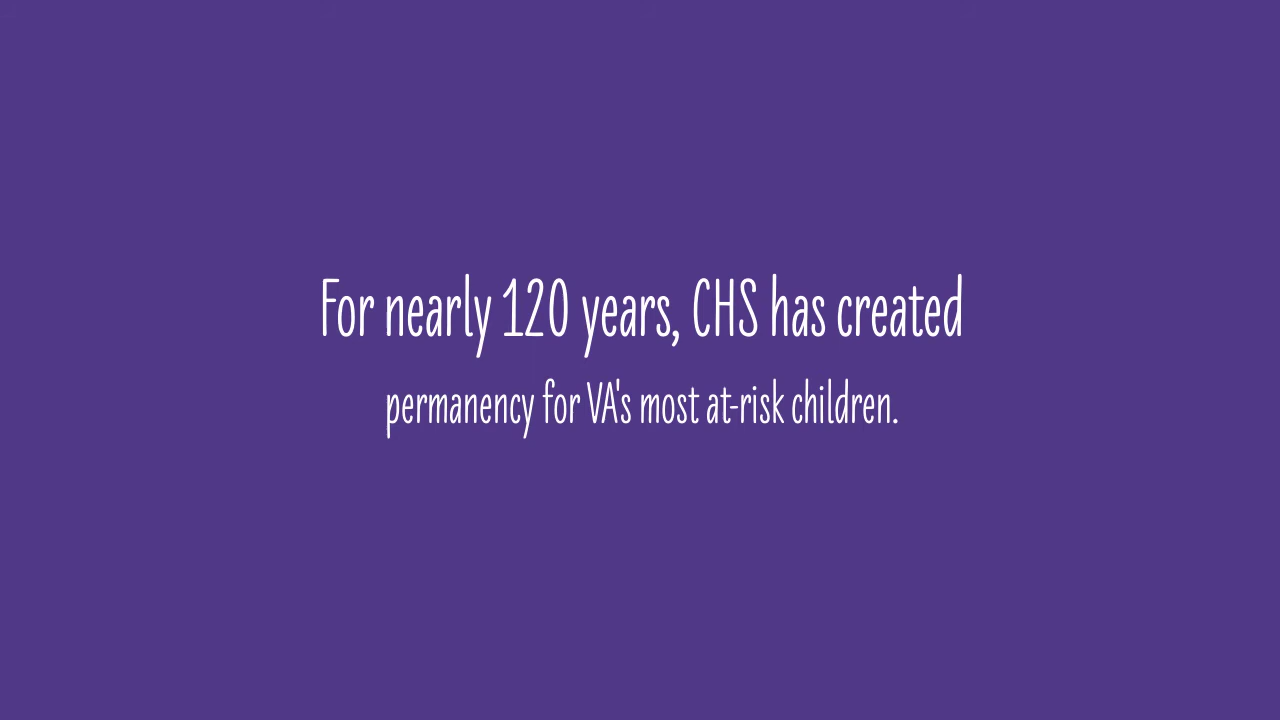 For nearly 120 years, CHS has created
permanency for VA's most at-risk children.